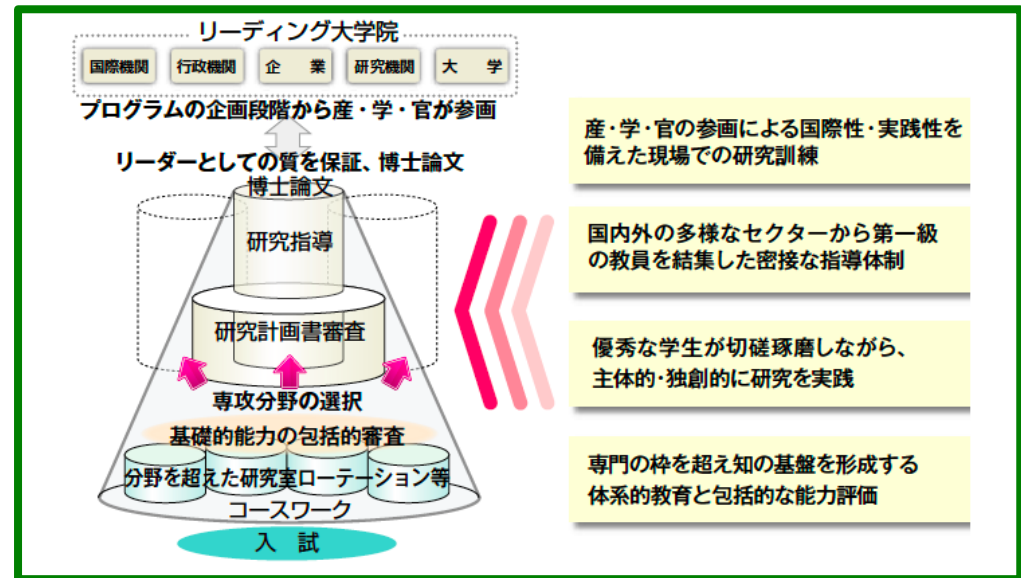 リーディング大学院
国際機関 行政機関 企 業 研究機関 大 学
プログラムの企画段階から産・学・官が参画
リーダーとしての質を保証、博士論文
博士論文
研究指導
研究計画書審査
専攻分野の選択
基礎的能力の包括的審査
分野を超えた研究室ローテーション等
コースワーク
入 試
産・学・官の参画による国際性・実践性を
備えた現場での研究訓練
国内外の多様なセクターから第一級
の教員を結集した密接な指導体制
優秀な学生が切磋琢磨しながら、
主体的・独創的に研究を実践
専門の枠を超え知の基盤を形成する
体系的教育と包括的な能力評価